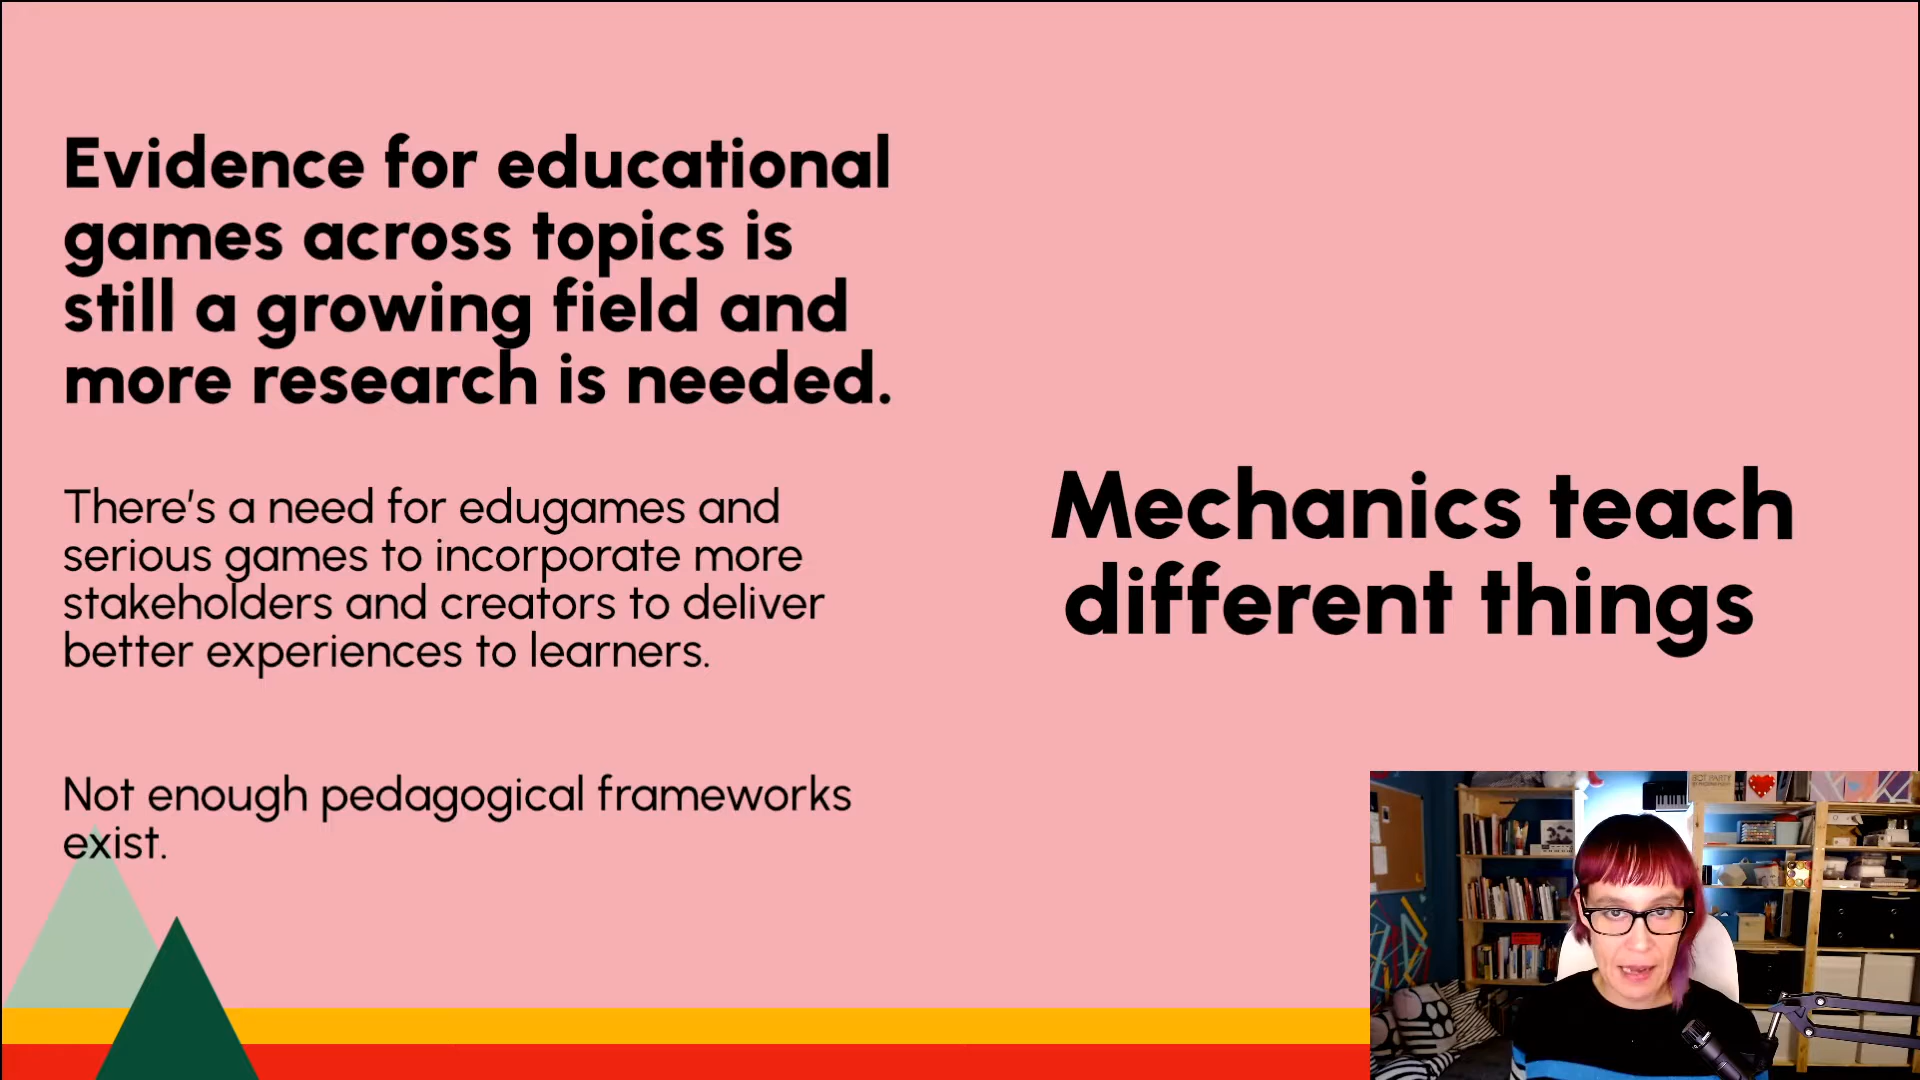 Evidence for educational
games across topics is
still a growing field and
more research is needed.
There's a need for edugames and
serious games to incorporate more
stakeholders and creators to deliver
better experiences to learners.
Not enough pedagogical frameworks
exist.
Mechanics teach
different things
BOT PARTY